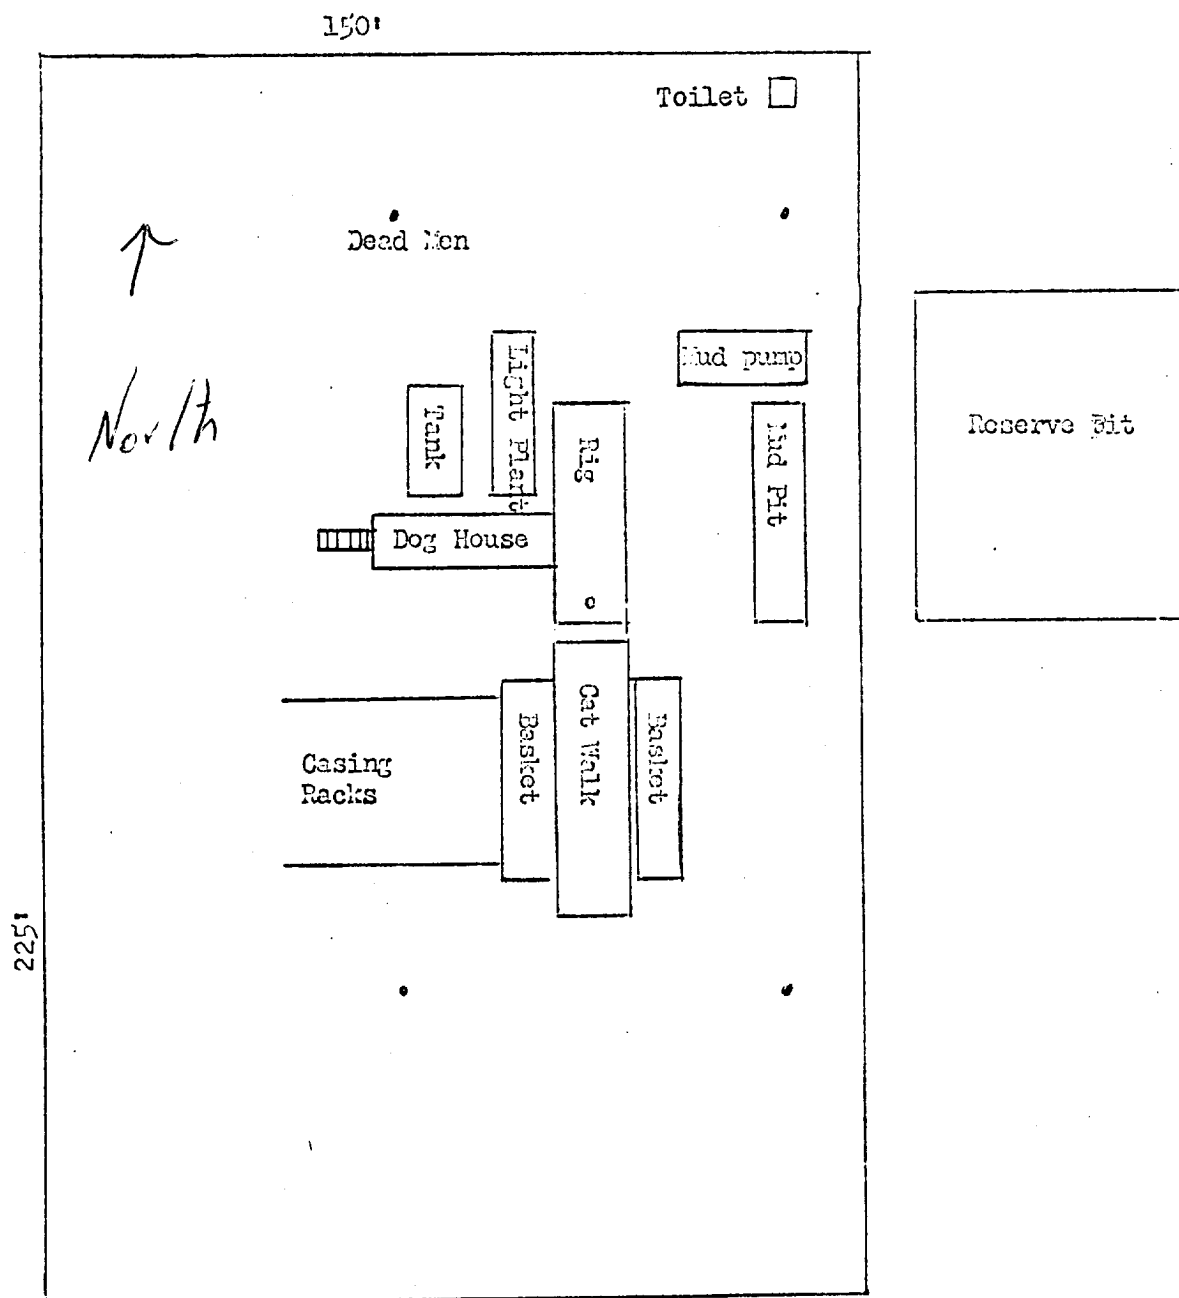 150'
Toilet
Dead Men
North
Light Plant
Mud pump
Tank
Rig
Mud Pit
Reserve Pit
Dog House
Casing
Racks
Basket
Cat Walk
Basket
225'